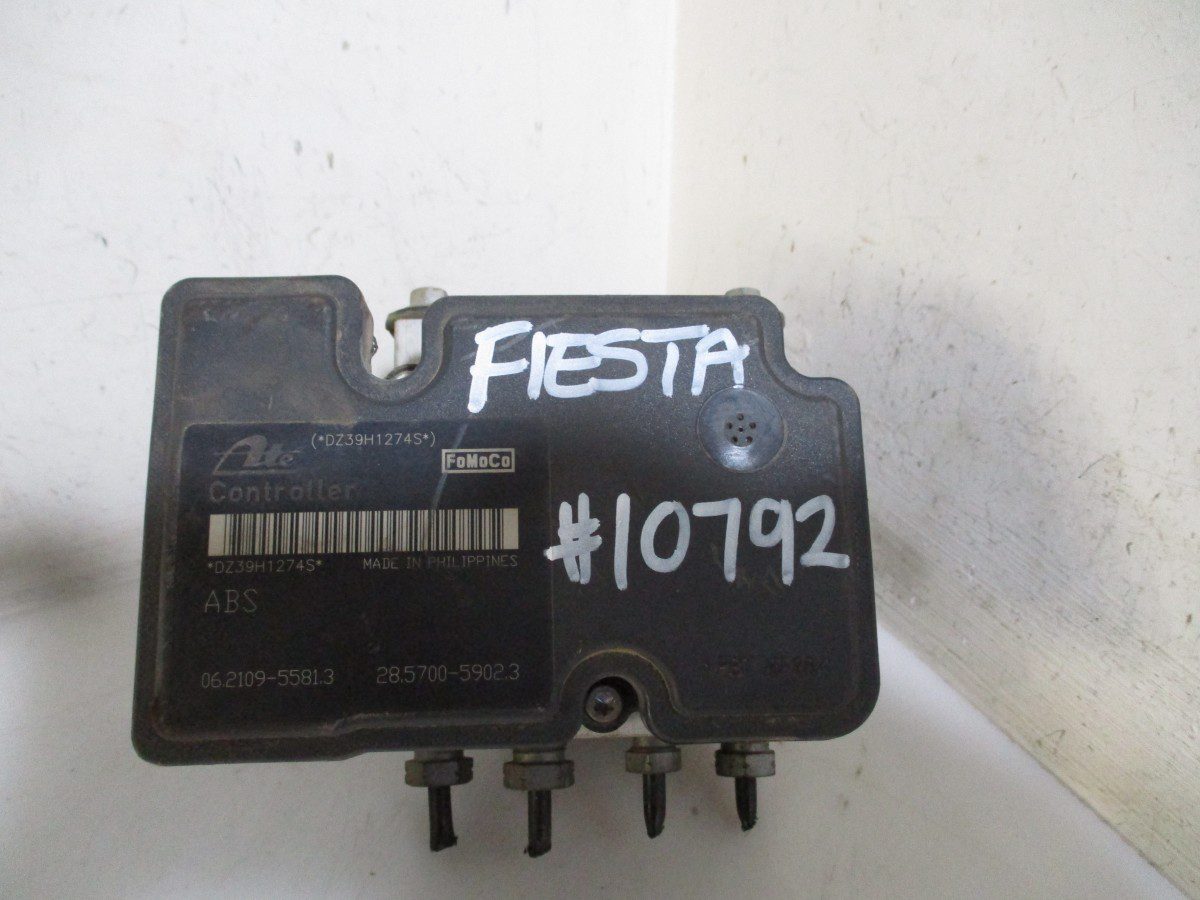 FIESTA
(*DZ39H1274S*)
Ate
FoMoCo
Controller
#10792
*DZ39H1274S* MADE IN PHILIPPINES
ABS
06.2109-5581.3 28.5700-5902.3